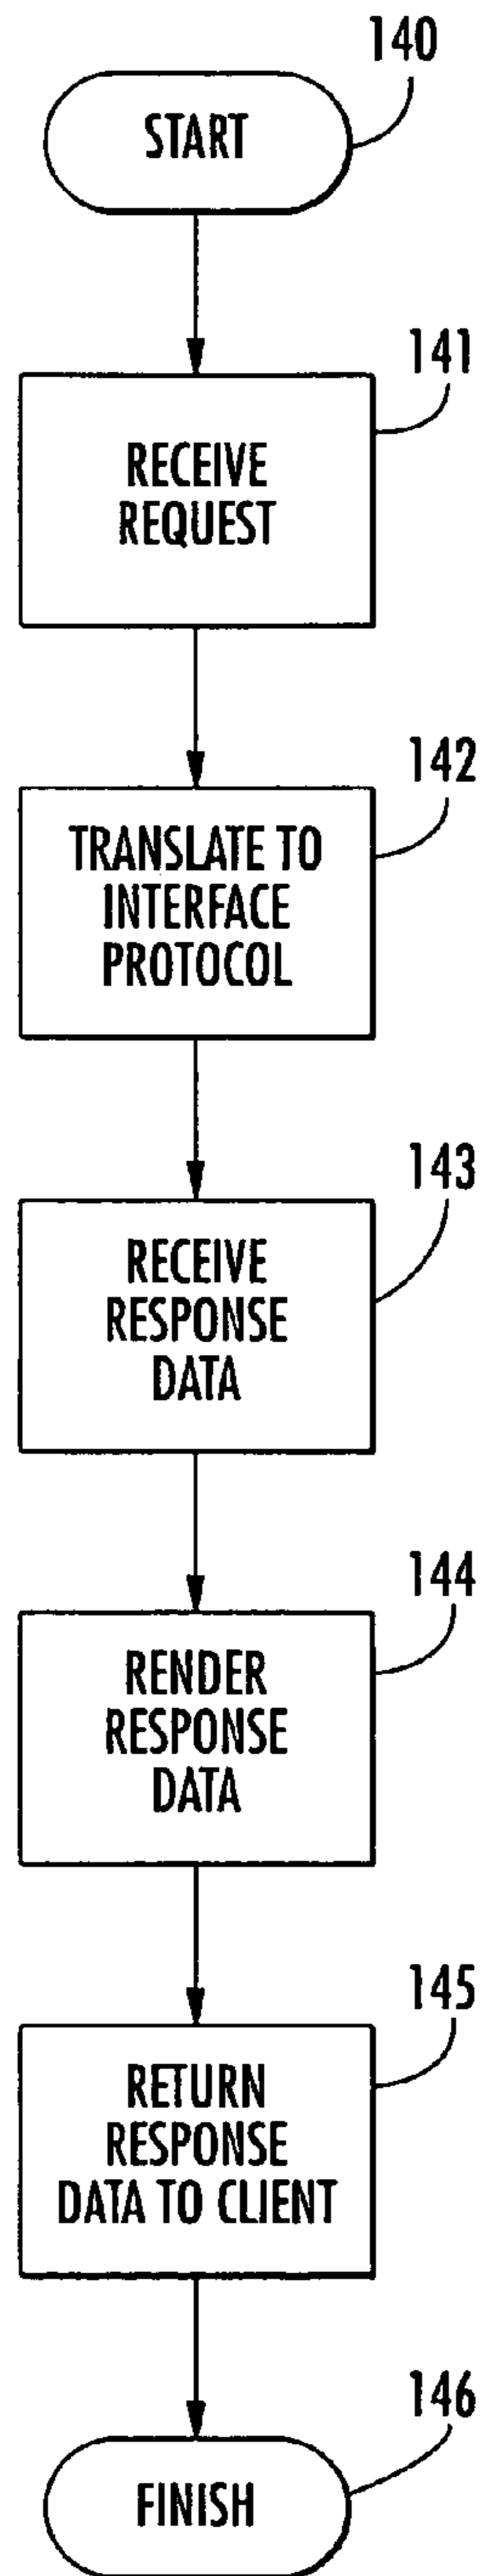 140
START
141
RECEIVE
REQUEST
142
TRANSLATE TO
INTERFACE
PROTOCOL
143
RECEIVE
RESPONSE
DATA
144
RENDER
RESPONSE
DATA
145
RETURN
RESPONSE
DATA TO CLIENT
146
FINISH